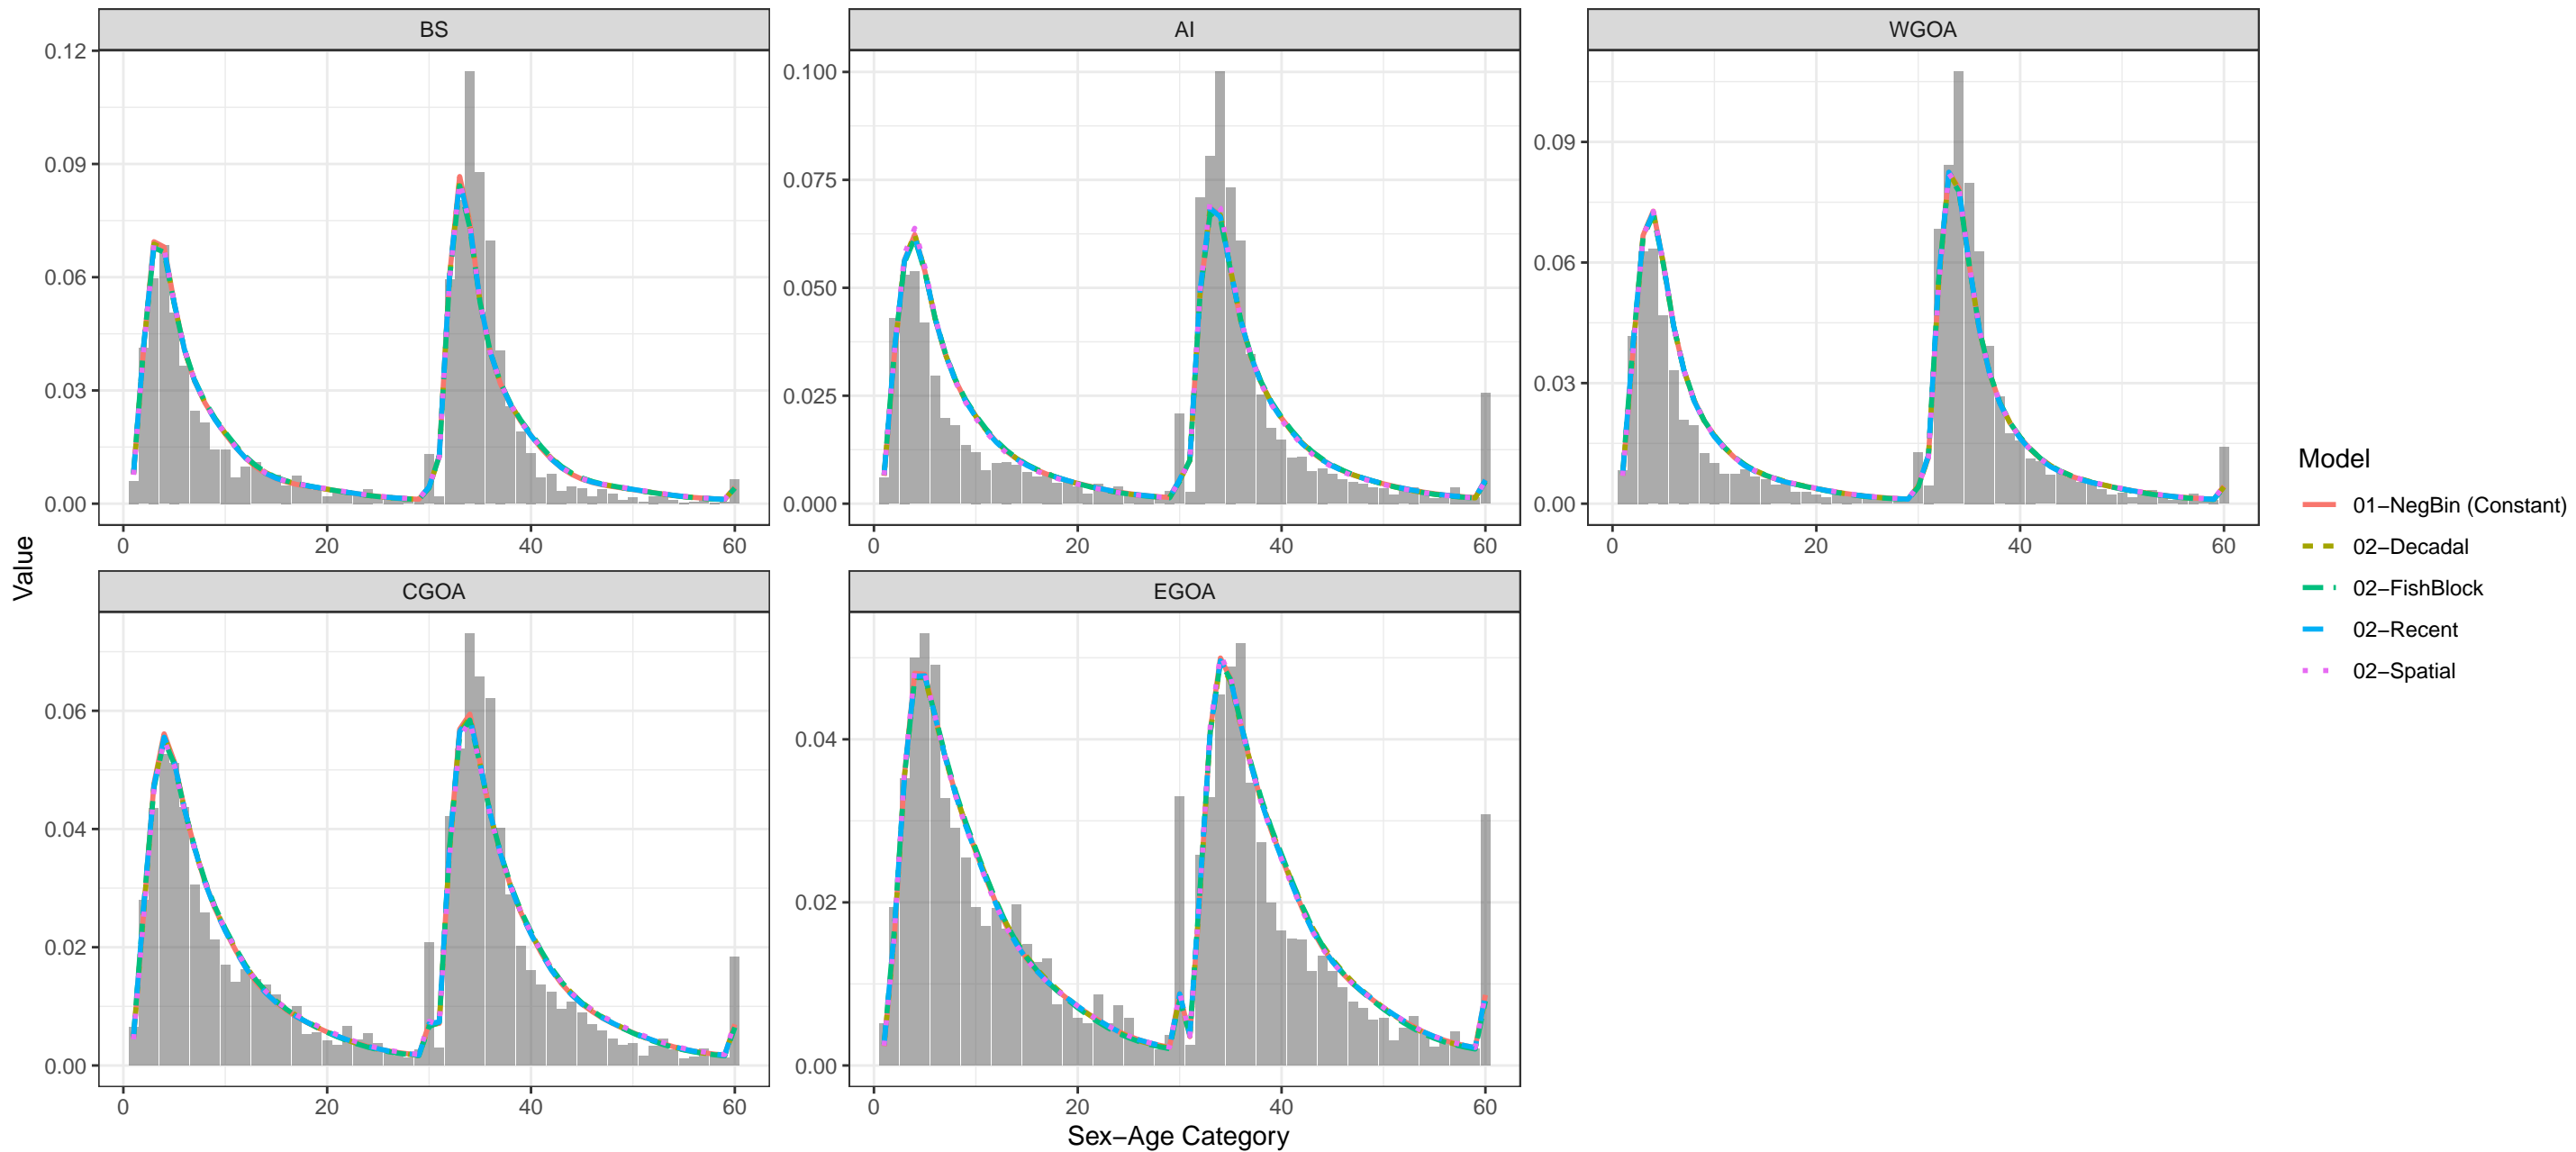 BS
AI
WGOA
0.12
0.09
0.06
0.03
0.00
0.100
0.075
0.050
0.025
0.000
0.09
0.06
0.03
0.00
0 20 40 60
0 20 40 60
0 20 40 60
CGOA
EGOA
0.06
0.04
0.02
0.00
0.04
0.02
0.00
0 20 40 60
0 20 40 60
Value
Sex−Age Category
Model
01−NegBin (Constant)
02−Decadal
02−FishBlock
02−Recent
02−Spatial